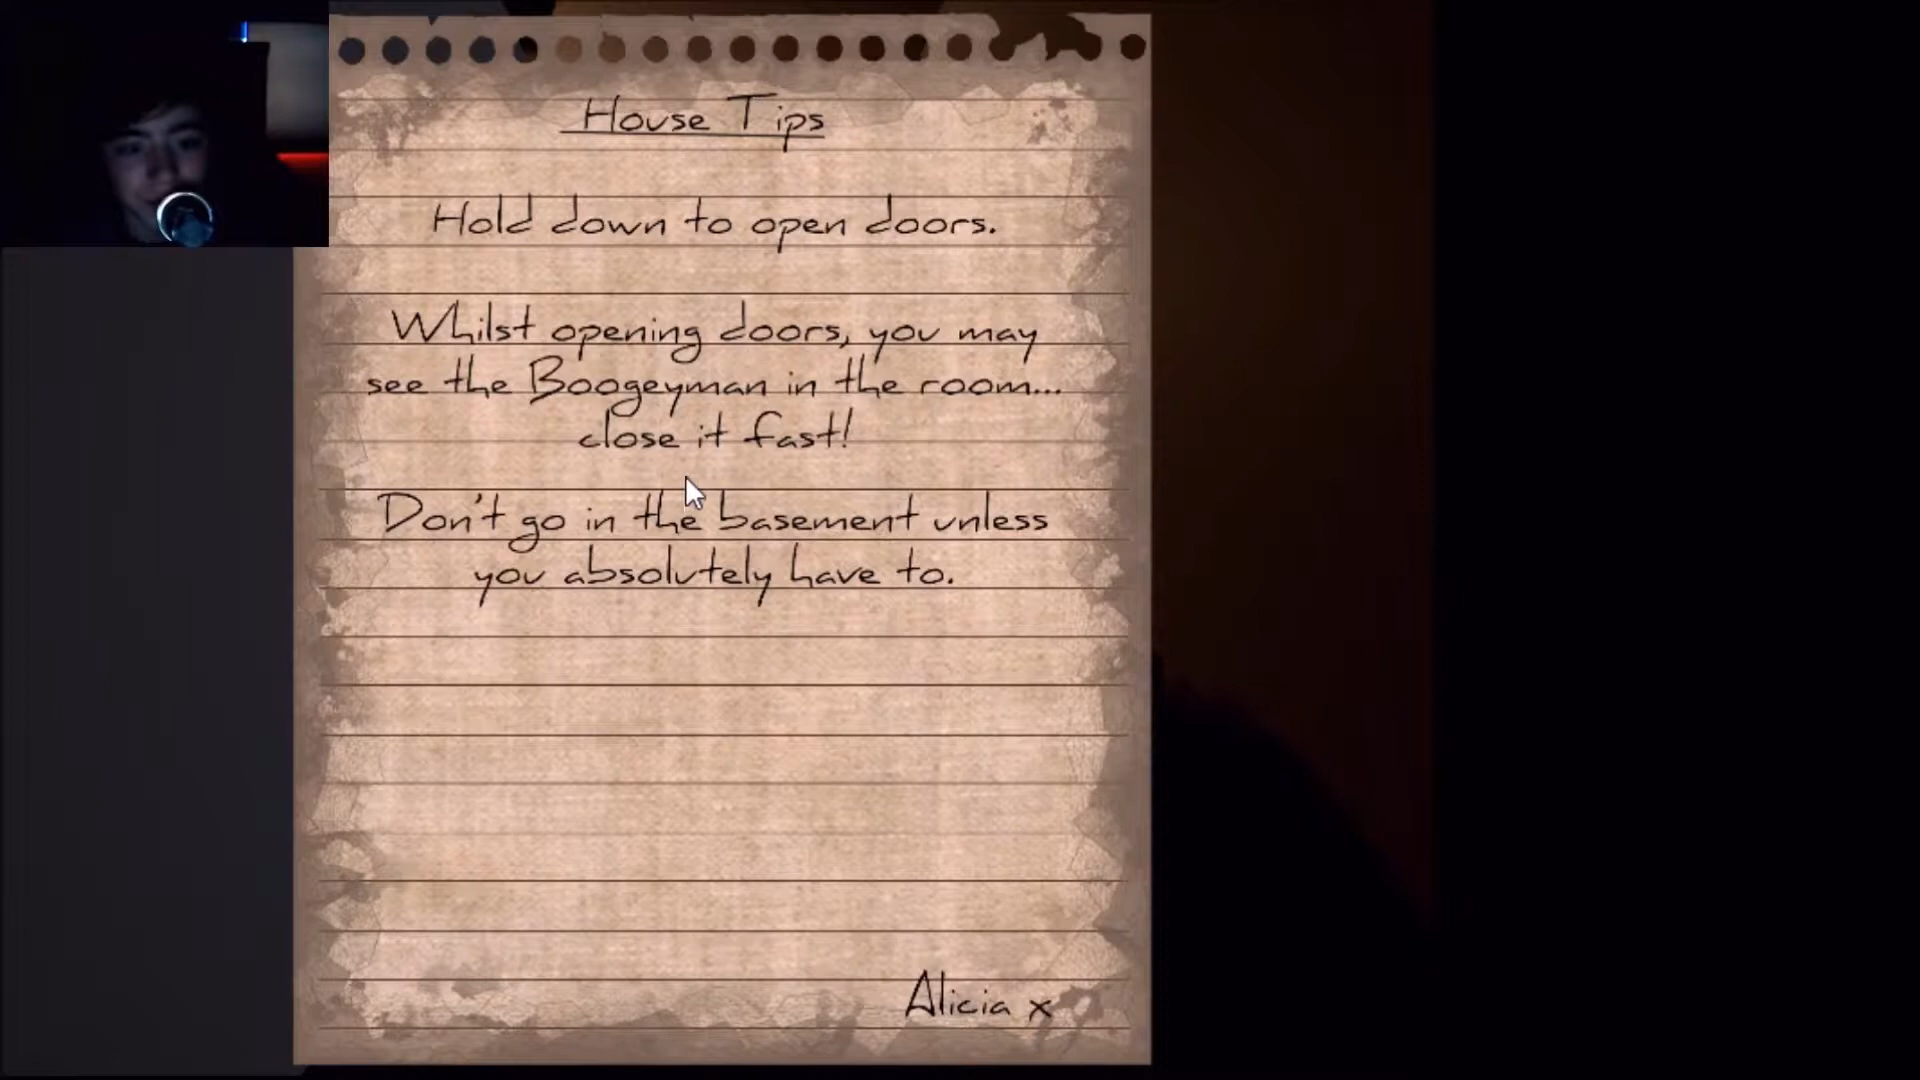 House Tips
Hold down to open doors.
Whilst opening doors, you may
see the Boogeyman in the room...
close it fast!
Don't go in the basement unless
you absolutely have to.
Alicia x